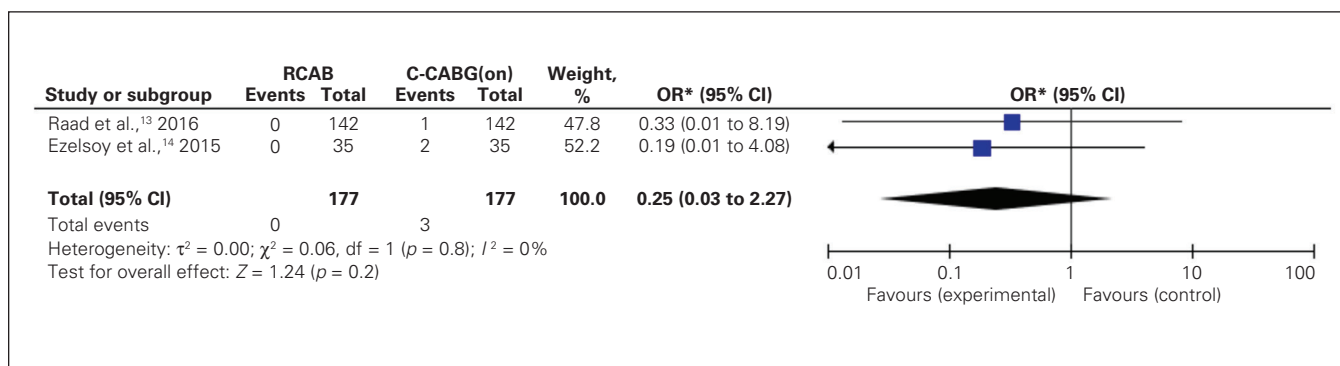 RCAB C-CABG(on) Weight,
Study or subgroup Events Total Events Total % OR* (95% CI) OR* (95% CI)
Raad et al.,13 2016 0 142 1 142 47.8 0.33 (0.01 to 8.19)
Ezelsoy et al.,14 2015 0 35 2 35 52.2 0.19 (0.01 to 4.08)
Total (95% CI) 177 177 100.0 0.25 (0.03 to 2.27)
Total events 0 3
Heterogeneity: τ2 = 0.00; χ2 = 0.06, df = 1 (p = 0.8); I2 = 0%
Test for overall effect: Z = 1.24 (p = 0.2)
0.01 0.1 1 10 100
Favours (experimental) Favours (control)